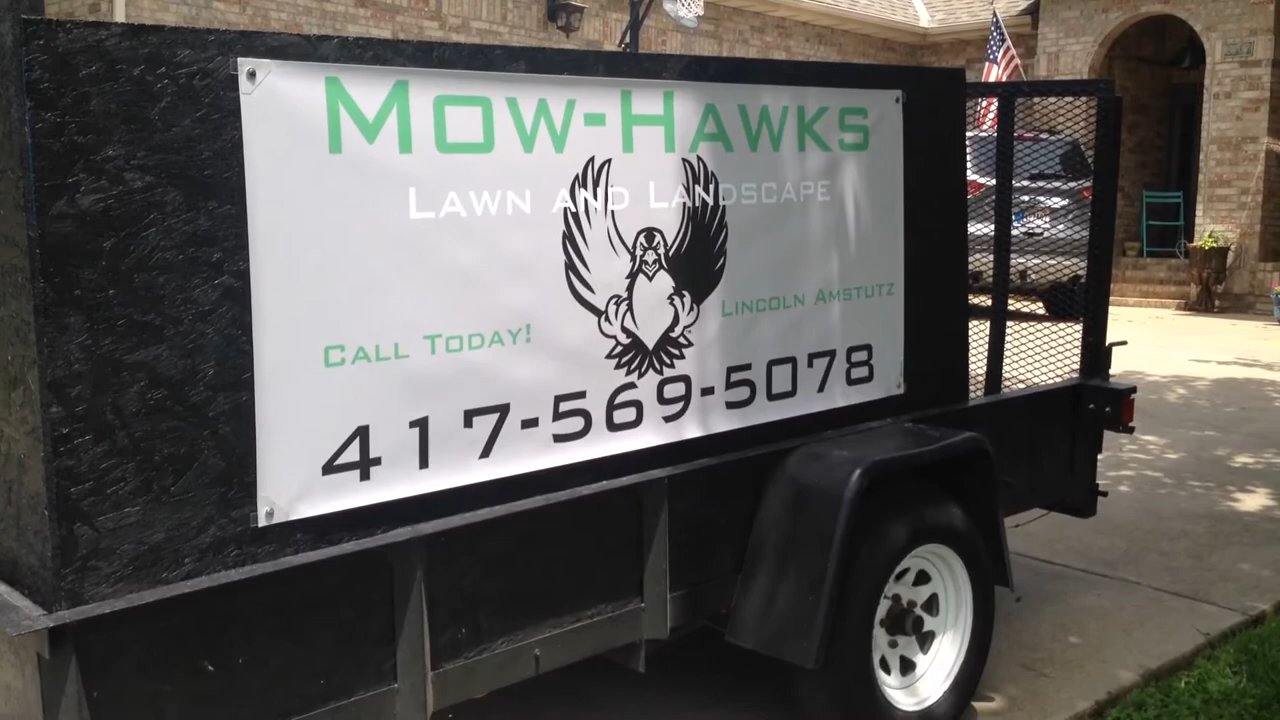 Mow-Hawks
Lawn and Landscape
Lincoln Amstutz
Call Today!
417-569-5078